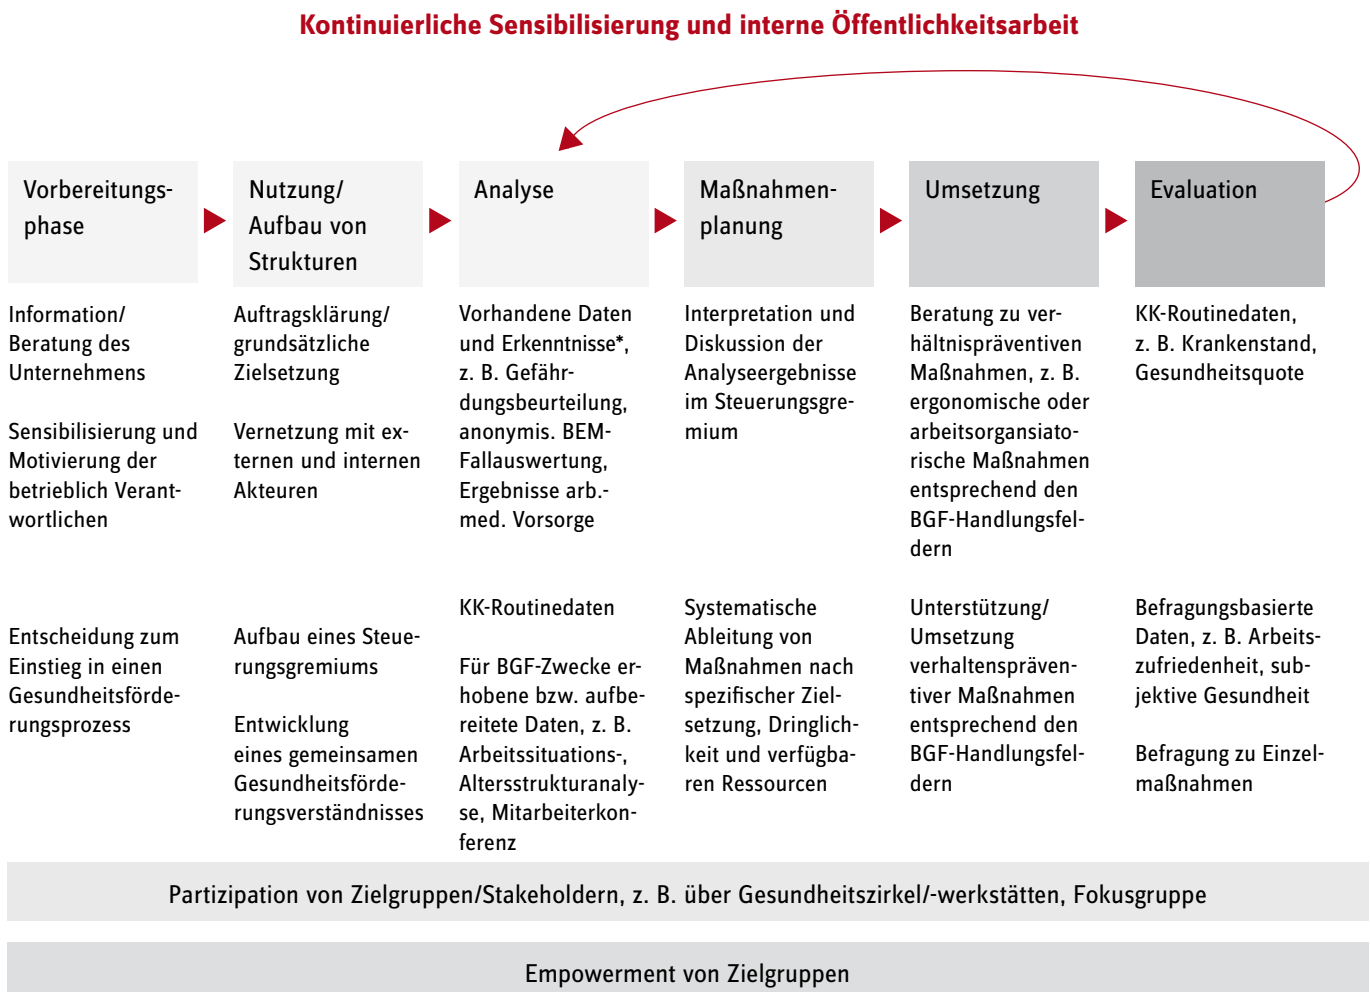 Kontinuierliche Sensibilisierung und interne Öffentlichkeitsarbeit
Vorbereitungs-
phase
Nutzung/
Aufbau von
Strukturen
Analyse
Maßnahmen-
planung
Umsetzung
Evaluation
Information/
Beratung des
Unternehmens
Sensibilisierung und
Motivierung der
betrieblich Verant-
wortlichen
Entscheidung zum
Einstieg in einen
Gesundheitsförde-
rungsprozess
Auftragsklärung/
grundsätzliche
Zielsetzung
Vernetzung mit ex-
ternen und internen
Akteuren
Aufbau eines Steue-
rungsgremiums
Entwicklung
eines gemeinsamen
Gesundheitsförde-
rungsverständnisses
Vorhandene Daten
und Erkenntnisse*,
z. B. Gefähr-
dungsbeurteilung,
anonymis. BEM-
Fallauswertung,
Ergebnisse arb.-
med. Vorsorge
KK-Routinedaten
Für BGF-Zwecke er-
hobene bzw. aufbe-
reitete Daten, z. B.
Arbeitssituations-,
Altersstrukturanaly-
se, Mitarbeiterkon-
ferenz
Interpretation und
Diskussion der
Analyseergebnisse
im Steuerungsgre-
mium
Systematische
Ableitung von
Maßnahmen nach
spezifischer Ziel-
setzung, Dringlich-
keit und verfügba-
ren Ressourcen
Beratung zu ver-
hältnispräventiven
Maßnahmen, z. B.
ergonomische oder
arbeitsorgansiato-
rische Maßnahmen
entsprechend den
BGF-Handlungsfel-
dern
Unterstützung/
Umsetzung
verhaltenspräven-
tiver Maßnahmen
entsprechend den
BGF-Handlungsfel-
dern
KK-Routinedaten,
z. B. Krankenstand,
Gesundheitsquote
Befragungsbasierte
Daten, z. B. Arbeits-
zufriedenheit, sub-
jektive Gesundheit
Befragung zu Einzel-
maßnahmen
Partizipation von Zielgruppen/Stakeholdern, z. B. über Gesundheitszirkel/-werkstätten, Fokusgruppe
Empowerment von Zielgruppen